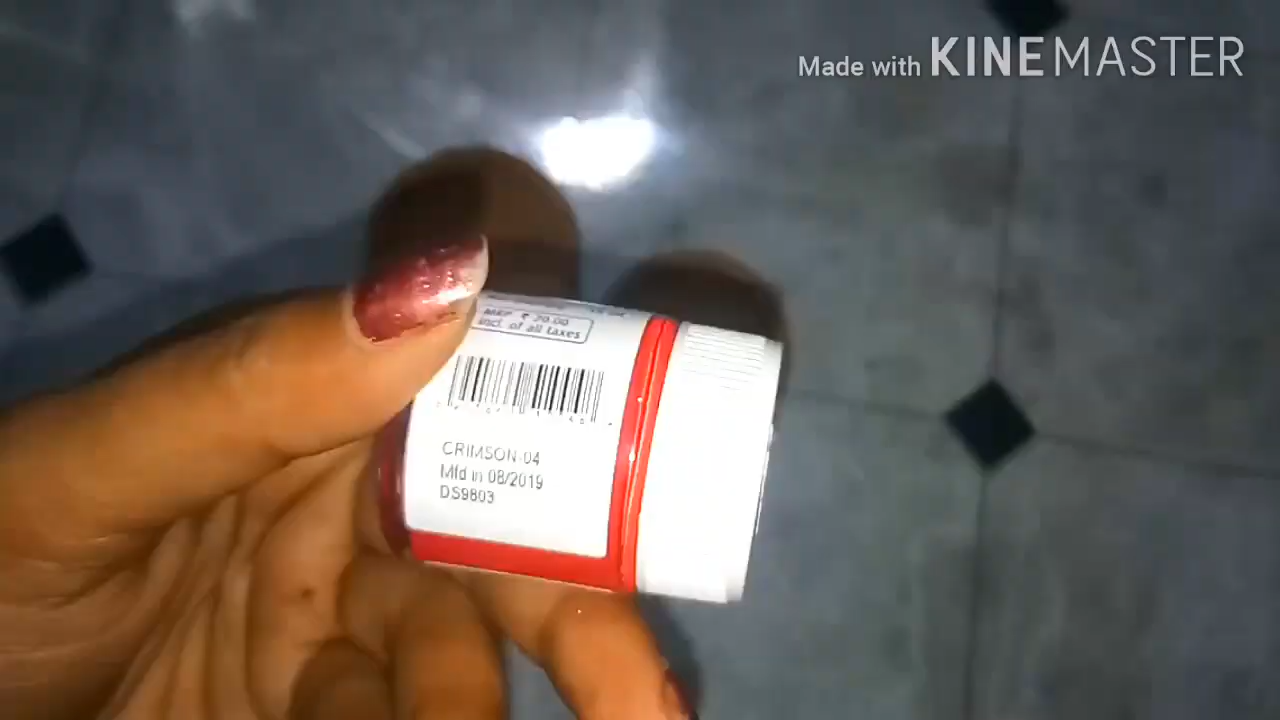 Made with KINEMASTER
MRP ₹ 20.00
incl. of all taxes
CRIMSON-04
Mfd in 08/2019
DS9803